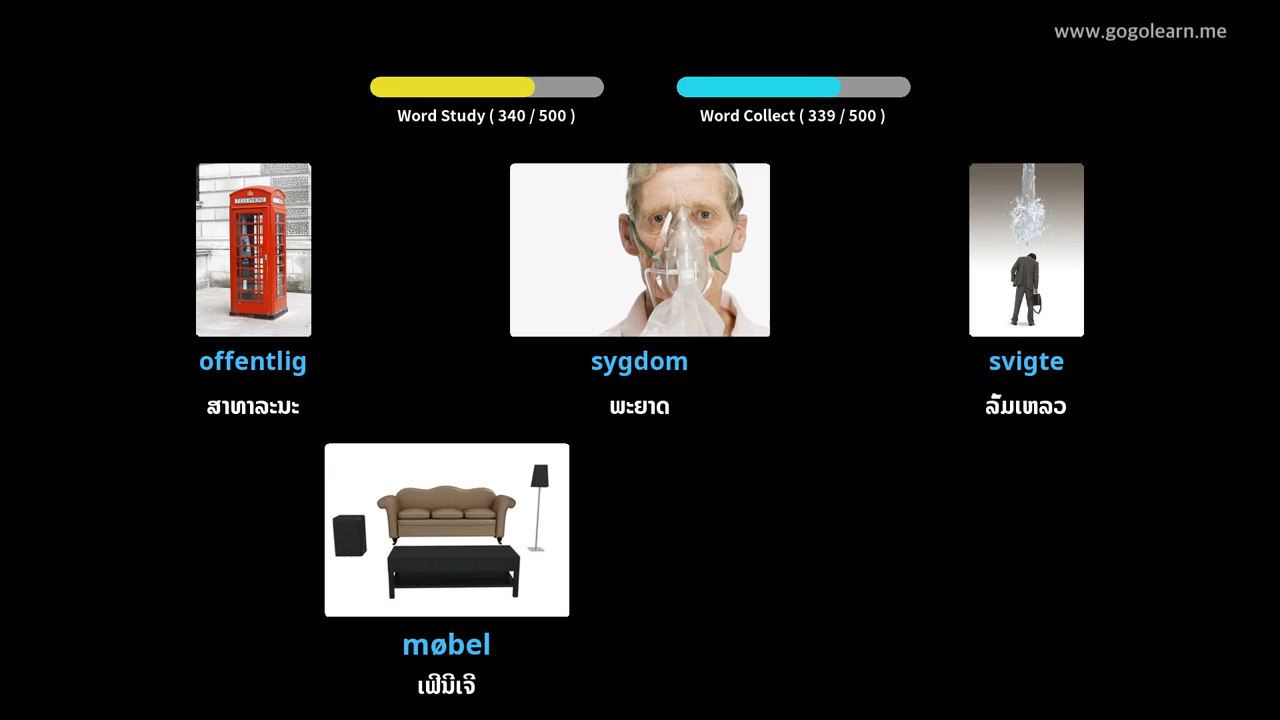 www.gogolearn.me
Word Study ( 340 / 500 )
Word Collect ( 339 / 500 )
TELEPHONE
offentlig
sygdom
svigte
ສາທາລະນະ
ພະຍາດ
ລົ້ມເຫລວ
møbel
ເຟີນີເຈີ